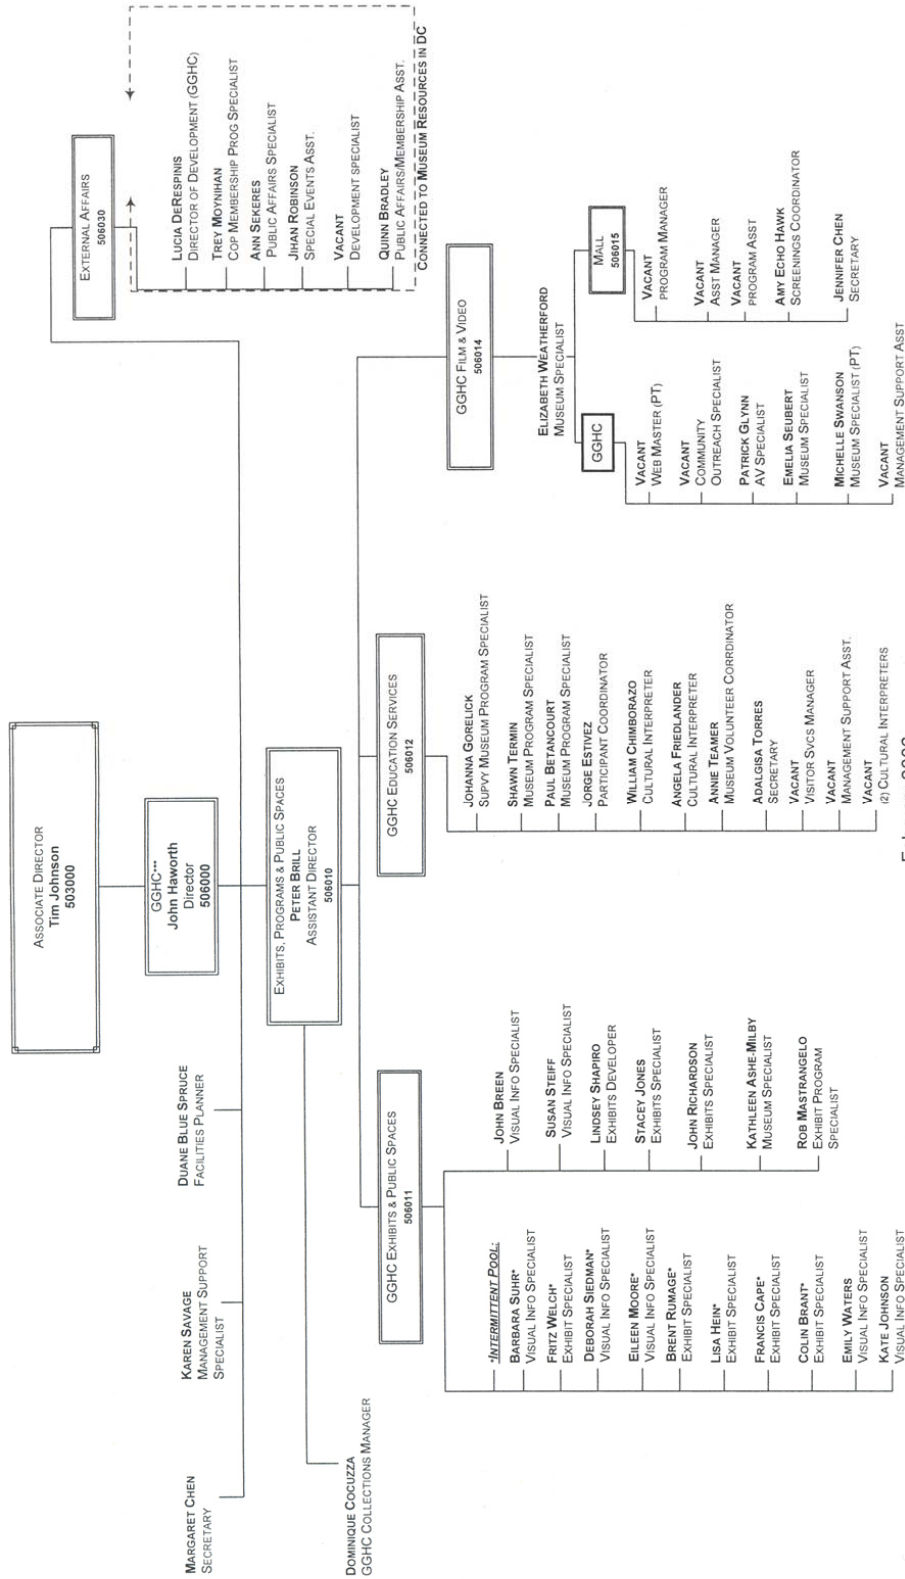 ASSOCIATE DIRECTOR
Tim Johnson
503000
GGHC***
John Haworth
Director
506000
MARGARET CHEN
SECRETARY
KAREN SAVAGE
MANAGEMENT SUPPORT
SPECIALIST
DUANE BLUE SPRUCE
FACILITIES PLANNER
EXTERNAL AFFAIRS
506030
LUCIA DERESPINIS
DIRECTOR OF DEVELOPMENT (GGHC)
TREY MOYNIHAN
COP MEMBERSHIP PROG SPECIALIST
ANN SEKERES
PUBLIC AFFAIRS SPECIALIST
JIHAN ROBINSON
SPECIAL EVENTS ASST.
VACANT
DEVELOPMENT SPECIALIST
QUINN BRADLEY
PUBLIC AFFAIRS/MEMBERSHIP ASST.
CONNECTED TO MUSEUM RESOURCES IN DC
EXHIBITS, PROGRAMS & PUBLIC SPACES
PETER BRILL
ASSISTANT DIRECTOR
506010
DOMINIQUE COCUZZA
GGHC COLLECTIONS MANAGER
GGHC EXHIBITS & PUBLIC SPACES
506011
*INTERMITTENT POOL:
BARBARA SUHR*
VISUAL INFO SPECIALIST
FRITZ WELCH*
EXHIBIT SPECIALIST
DEBORAH SIEDMAN*
VISUAL INFO SPECIALIST
EILEEN MOORE*
VISUAL INFO SPECIALIST
BRENT RUMAGE*
EXHIBIT SPECIALIST
LISA HEIN*
EXHIBIT SPECIALIST
FRANCIS CAPE*
EXHIBIT SPECIALIST
COLIN BRANT*
EXHIBIT SPECIALIST
EMILY WATERS
VISUAL INFO SPECIALIST
KATE JOHNSON
VISUAL INFO SPECIALIST
JOHN BREEN
VISUAL INFO SPECIALIST
SUSAN STEIFF
VISUAL INFO SPECIALIST
LINDSEY SHAPIRO
EXHIBITS DEVELOPER
STACEY JONES
EXHIBITS SPECIALIST
JOHN RICHARDSON
EXHIBITS SPECIALIST
KATHLEEN ASHE-MILBY
MUSEUM SPECIALIST
ROB MASTRANGELO
EXHIBIT PROGRAM
SPECIALIST
GGHC EDUCATION SERVICES
506012
JOHANNA GORELICK
SUPVY MUSEUM PROGRAM SPECIALIST
SHAWN TERMIN
MUSEUM PROGRAM SPECIALIST
PAUL BETANCOURT
MUSEUM PROGRAM SPECIALIST
JORGE ESTIVEZ
PARTICIPANT COORDINATOR
WILLIAM CHIMBORAZO
CULTURAL INTERPRETER
ANGELA FRIEDLANDER
CULTURAL INTERPRETER
ANNIE TEAMER
MUSEUM VOLUNTEER CORRDINATOR
ADALGISA TORRES
SECRETARY
VACANT
VISITOR SVCS MANAGER
VACANT
MANAGEMENT SUPPORT ASST.
VACANT
(2) CULTURAL INTERPRETERS
GGHC FILM & VIDEO
506014
ELIZABETH WEATHERFORD
MUSEUM SPECIALIST
GGHC
VACANT
WEB MASTER (PT)
VACANT
COMMUNITY
OUTREACH SPECIALIST
PATRICK GLYNN
AV SPECIALIST
EMELIA SEUBERT
MUSEUM SPECIALIST
MICHELLE SWANSON
MUSEUM SPECIALIST (PT)
VACANT
MANAGEMENT SUPPORT ASST
MALL
506015
VACANT
PROGRAM MANAGER
VACANT
ASST MANAGER
VACANT
PROGRAM ASST
AMY ECHO HAWK
SCREENINGS COORDINATOR
JENNIFER CHEN
SECRETARY